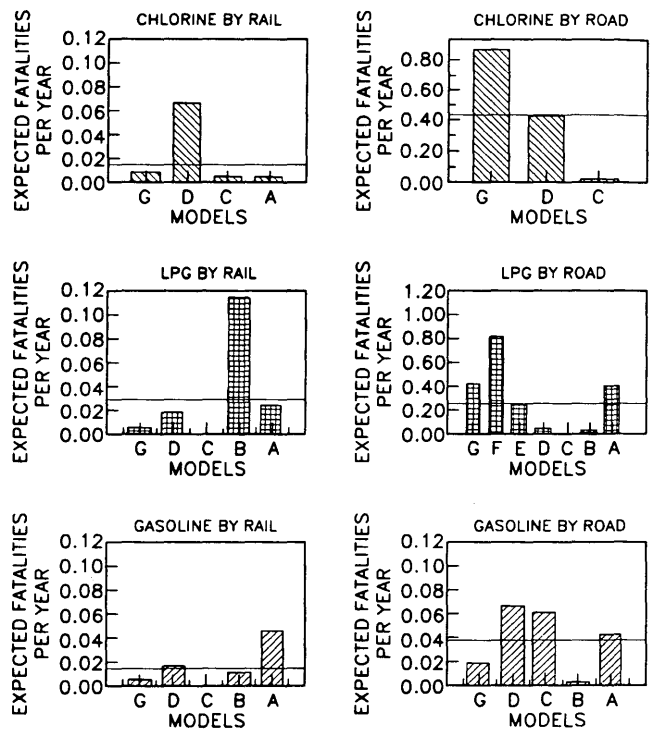 CHLORINE BY RAIL
EXPECTED FATALITIES
PER YEAR
0.12
0.10
0.08
0.06
0.04
0.02
0.00
G D C A
MODELS
CHLORINE BY ROAD
EXPECTED FATALITIES
PER YEAR
0.80
0.60
0.40
0.20
0.00
G D C
MODELS
LPG BY RAIL
EXPECTED FATALITIES
PER YEAR
0.12
0.10
0.08
0.06
0.04
0.02
0.00
G D C B A
MODELS
LPG BY ROAD
EXPECTED FATALITIES
PER YEAR
1.20
1.00
0.80
0.60
0.40
0.20
0.00
G F E D C B A
MODELS
GASOLINE BY RAIL
EXPECTED FATALITIES
PER YEAR
0.12
0.10
0.08
0.06
0.04
0.02
0.00
G D C B A
MODELS
GASOLINE BY ROAD
EXPECTED FATALITIES
PER YEAR
0.12
0.10
0.08
0.06
0.04
0.02
0.00
G D C B A
MODELS